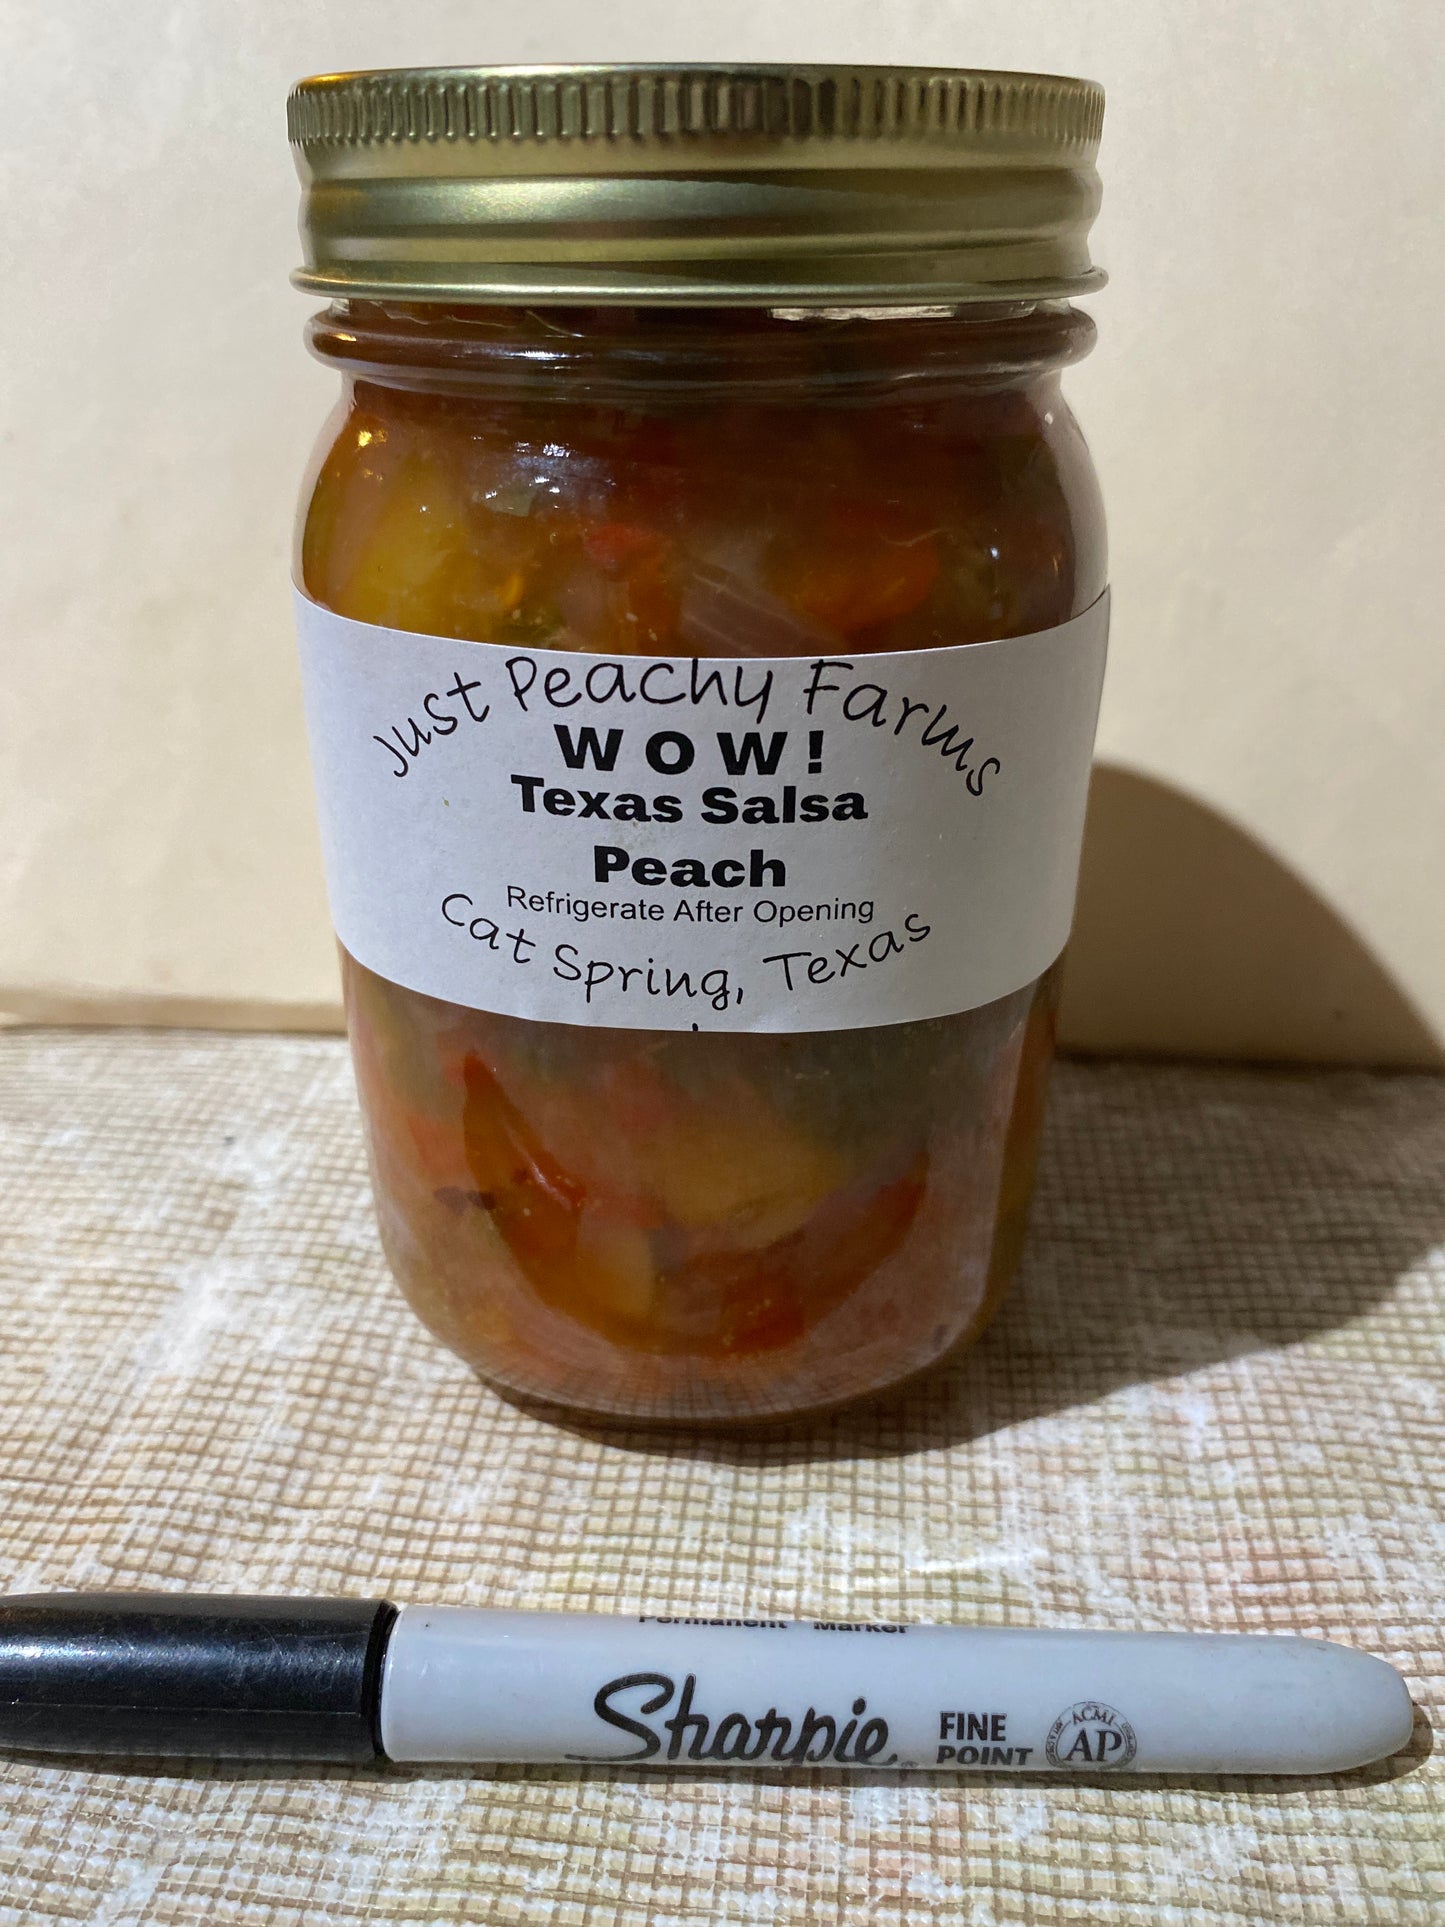 Just Peachy Farms
WOW!
Texas Salsa
Peach
Refrigerate After Opening
Cat Spring, Texas
Permanent Marker
Sharpie
FINE
POINT
ACMI
AP